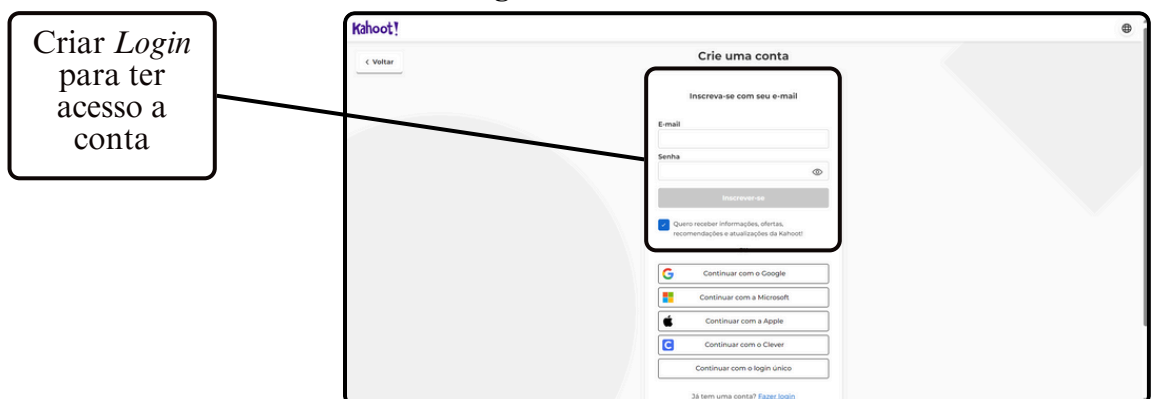 Criar Login
para ter
acesso a
conta
Kahoot!
< Voltar
Crie uma conta
Inscreva-se com seu e-mail
E-mail
Senha
Inscrever-se
Quero receber informações, ofertas,
recomendações e atualizações da Kahoot!
Continuar com o Google
Continuar com a Microsoft
Continuar com a Apple
Continuar com o Clever
Continuar com o login único
Já tem uma conta? Fazer login